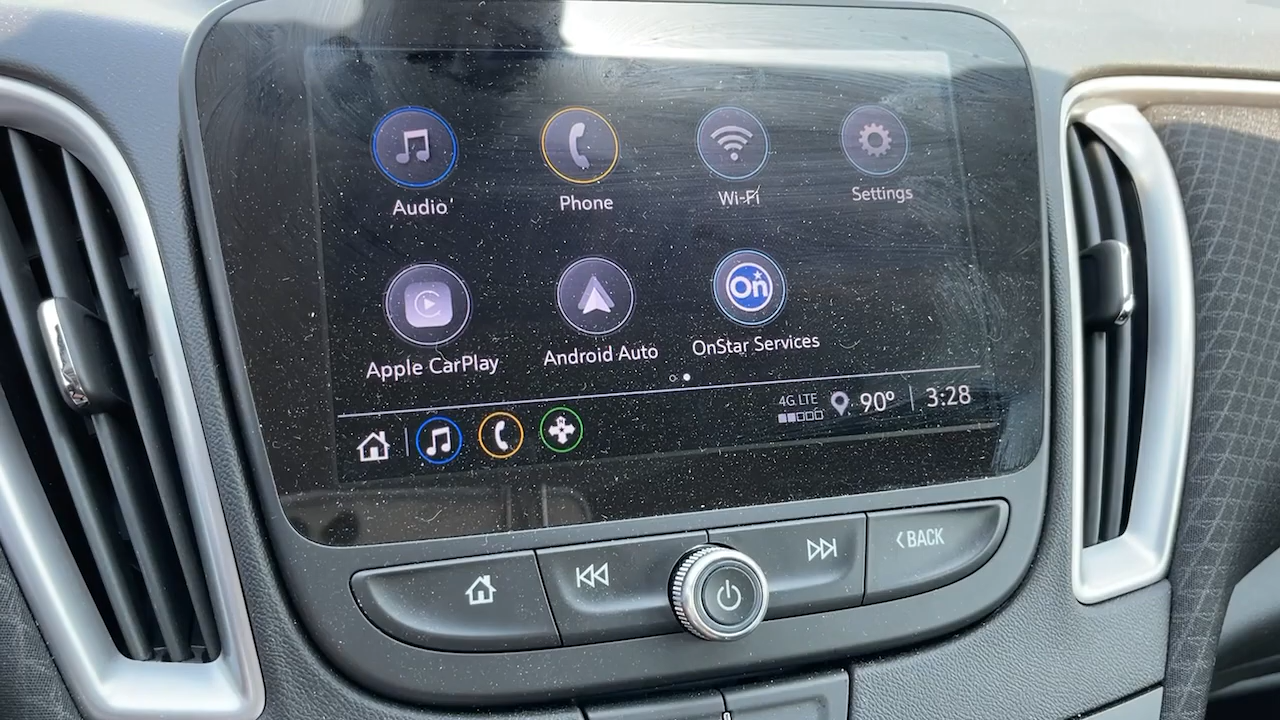 Audio
Phone
Wi-Fi
Settings
Apple CarPlay
Android Auto
On
OnStar Services
4G LTE
90°
3:28
BACK